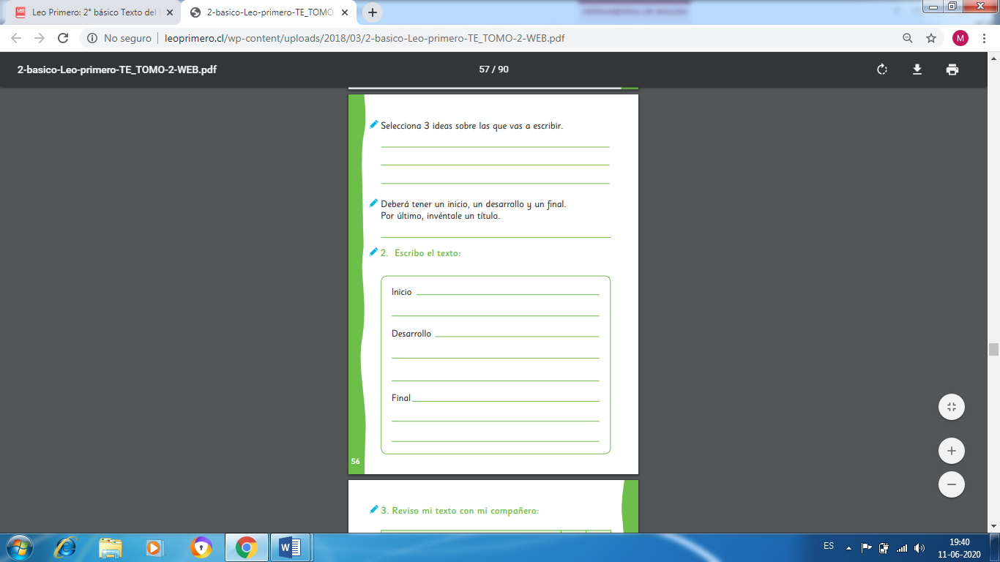 Leo Primero: 2° básico Texto del
2-basico-Leo-primero-TE_TOMO
No seguro
leoprimero.cl/wp-content/uploads/2018/03/2-basico-Leo-primero-TE_TOMO-2-WEB.pdf
M
2-basico-Leo-primero-TE_TOMO-2-WEB.pdf
57 / 90
Selecciona 3 ideas sobre las que vas a escribir.
Deberá tener un inicio, un desarrollo y un final.
Por último, invéntale un título.
2. Escribo el texto:
Inicio
Desarrollo
Final
56
3. Reviso mi texto con mi compañero:
ES
19:40
11-06-2020